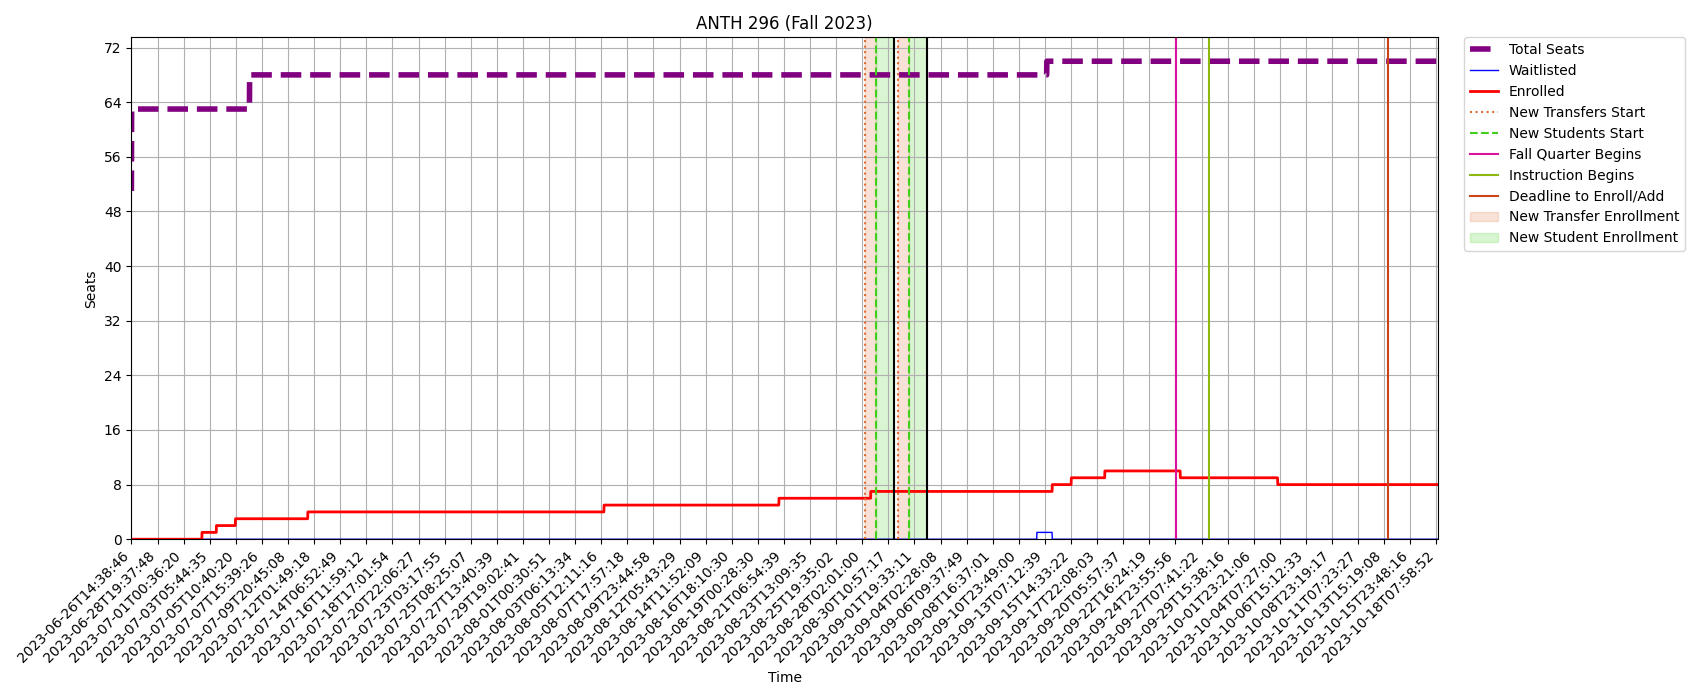 ANTH 296 (Fall 2023)
72
64
56
48
40
32
24
16
8
0
Seats
2023-06-26T14:38:46
2023-06-28T19:37:48
2023-07-01T00:36:20
2023-07-03T05:44:35
2023-07-05T10:40:20
2023-07-07T15:39:26
2023-07-09T20:45:08
2023-07-12T01:49:18
2023-07-14T06:52:49
2023-07-16T11:59:12
2023-07-18T17:01:54
2023-07-20T22:06:27
2023-07-23T03:17:55
2023-07-25T08:25:07
2023-07-27T13:40:39
2023-07-29T19:02:41
2023-08-01T00:30:51
2023-08-03T06:13:34
2023-08-05T12:11:16
2023-08-07T17:57:18
2023-08-09T23:44:58
2023-08-12T05:43:29
2023-08-14T11:52:09
2023-08-16T18:10:30
2023-08-19T00:28:30
2023-08-21T06:54:39
2023-08-23T13:09:35
2023-08-25T19:35:02
2023-08-28T02:01:00
2023-08-30T10:57:17
2023-09-01T19:33:11
2023-09-04T02:28:08
2023-09-06T09:37:49
2023-09-08T16:37:01
2023-09-10T23:49:00
2023-09-13T07:12:39
2023-09-15T14:33:22
2023-09-17T22:08:03
2023-09-20T05:57:37
2023-09-22T16:24:19
2023-09-24T23:55:56
2023-09-27T07:41:22
2023-09-29T15:38:16
2023-10-01T23:21:06
2023-10-04T07:27:00
2023-10-06T15:12:33
2023-10-08T23:19:17
2023-10-11T07:23:27
2023-10-13T15:19:08
2023-10-15T23:48:16
2023-10-18T07:58:52
Time
Total Seats
Waitlisted
Enrolled
New Transfers Start
New Students Start
Fall Quarter Begins
Instruction Begins
Deadline to Enroll/Add
New Transfer Enrollment
New Student Enrollment